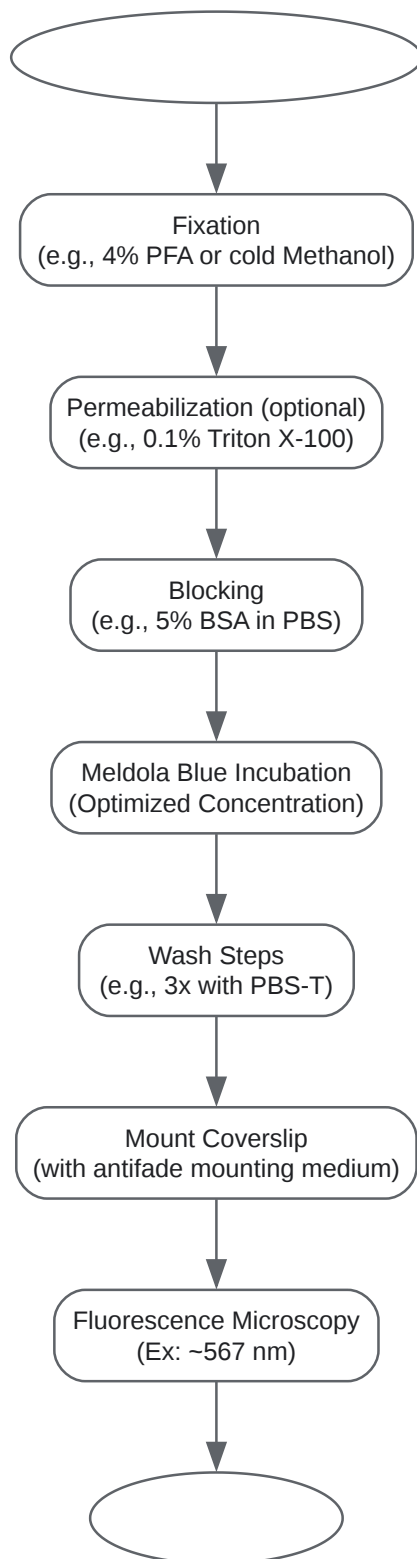 Fixation
(e.g., 4% PFA or cold Methanol)
Permeabilization (optional)
(e.g., 0.1% Triton X-100)
Blocking
(e.g., 5% BSA in PBS)
Meldola Blue Incubation
(Optimized Concentration)
Wash Steps
(e.g., 3x with PBS-T)
Mount Coverslip
(with antifade mounting medium)
Fluorescence Microscopy
(Ex: ~567 nm)